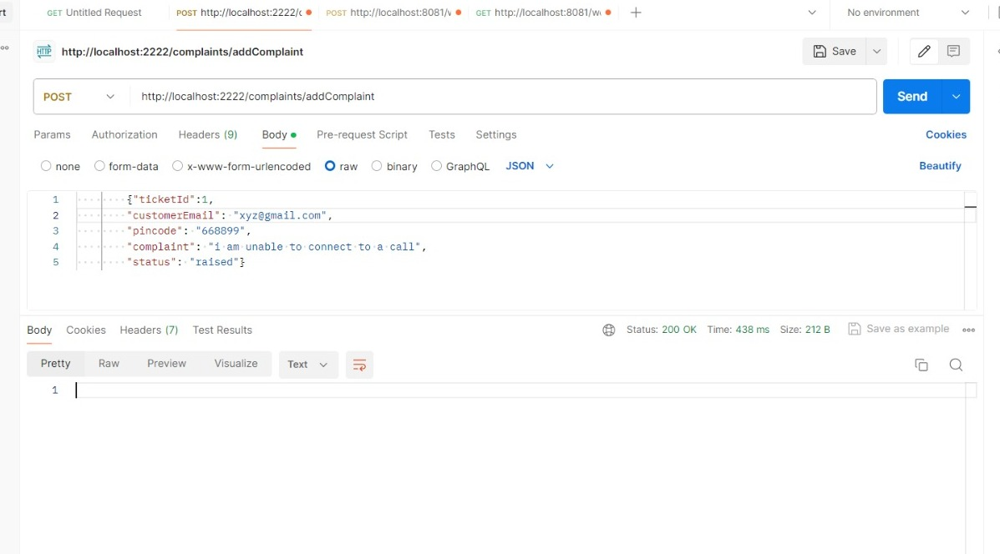 rt GET Untitled Request POST http://localhost:2222/c POST http://localhost:8081/v GET http://localhost:8081/w No environment
HTTP http://localhost:2222/complaints/addComplaint Save
POST http://localhost:2222/complaints/addComplaint Send
Params Authorization Headers (9) Body Pre-request Script Tests Settings Cookies
none form-data x-www-form-urlencoded raw binary GraphQL JSON Beautify
1 {"ticketId":1,
2 "customerEmail": "xyz@gmail.com",
3 "pincode": "668899",
4 "complaint": "i am unable to connect to a call",
5 "status": "raised"}
Body Cookies Headers (7) Test Results Status: 200 OK Time: 438 ms Size: 212 B Save as example
Pretty Raw Preview Visualize Text
1